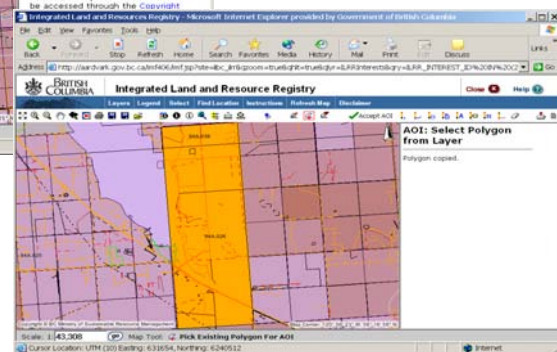 be accessed through the Copyright
Integrated Land and Resources Registry - Microsoft Internet Explorer provided by Government of British Columbia
File Edit View Favorites Tools Help
Back Forward Stop Refresh Home Search Favorites Media History Mail Print Edit Discuss Links
Address Go
BRITISH COLUMBIA Integrated Land and Resource Registry Close Help
Layers Legend Select Find Location Instructions Refresh Map Disclaimer
Accept AOI
AOI: Select Polygon from Layer
Polygon copied.
Scale: 1: 43,308 Map Tool: Pick Existing Polygon For AOI
Cursor Location: UTM (10) Easting: 631654, Northing: 6240512 Internet